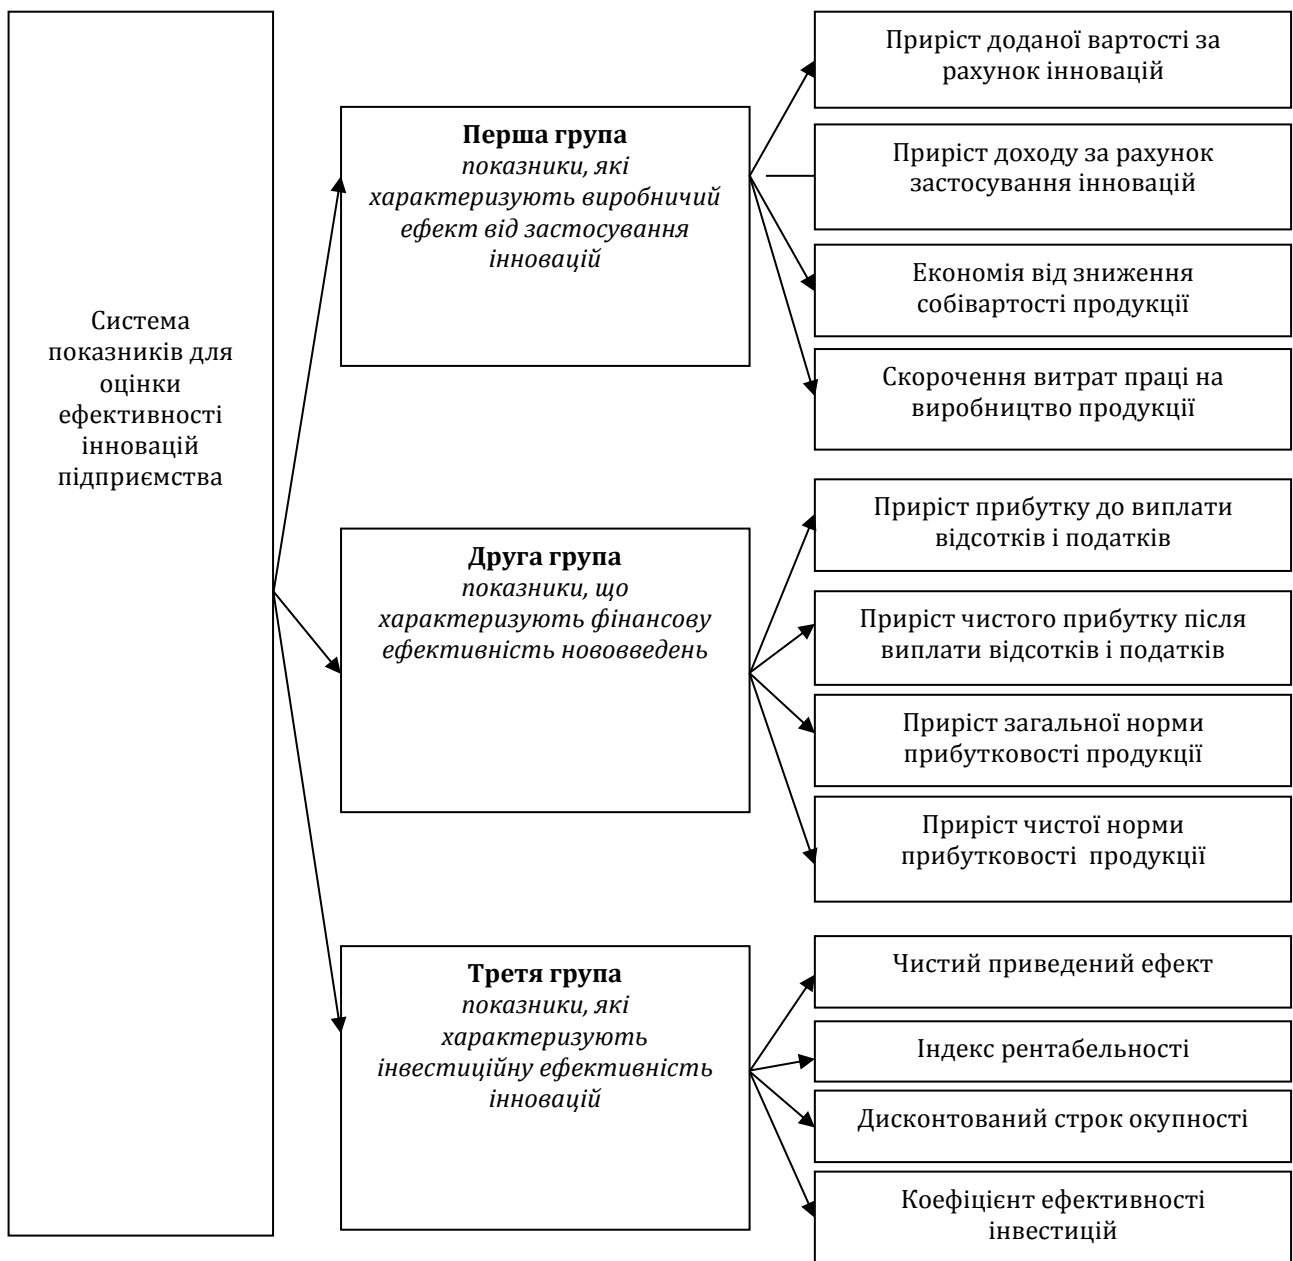 Система
показників для
оцінки
ефективності
інновацій
підприємства
Перша група
показники, які
характеризують виробничий
ефект від застосування
інновацій
Приріст доданої вартості за
рахунок інновацій
Приріст доходу за рахунок
застосування інновацій
Економія від зниження
собівартості продукції
Скорочення витрат праці на
виробництво продукції
Друга група
показники, що
характеризують фінансову
ефективність нововведень
Приріст прибутку до виплати
відсотків і податків
Приріст чистого прибутку після
виплати відсотків і податків
Приріст загальної норми
прибутковості продукції
Приріст чистої норми
прибутковості продукції
Третя група
показники, які
характеризують
інвестиційну ефективність
інновацій
Чистий приведений ефект
Індекс рентабельності
Дисконтований строк окупності
Коефіцієнт ефективності
інвестицій